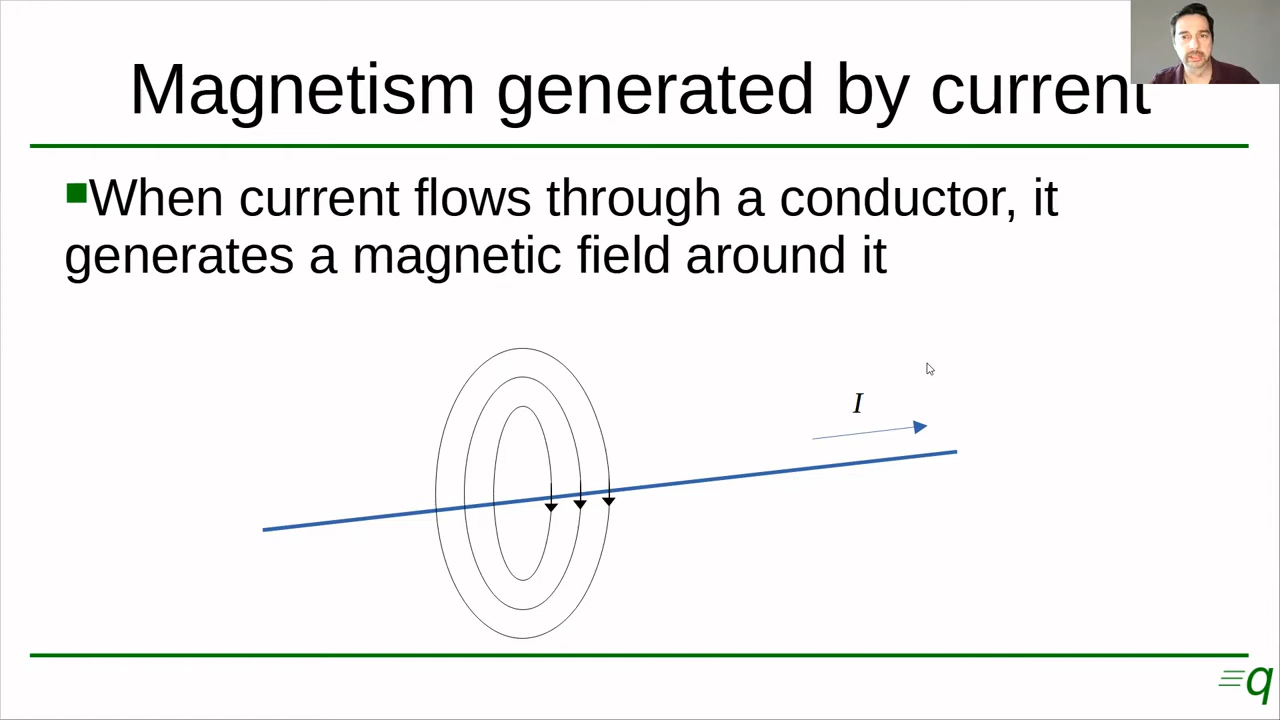 Magnetism generated by current
When current flows through a conductor, it
generates a magnetic field around it
I
q